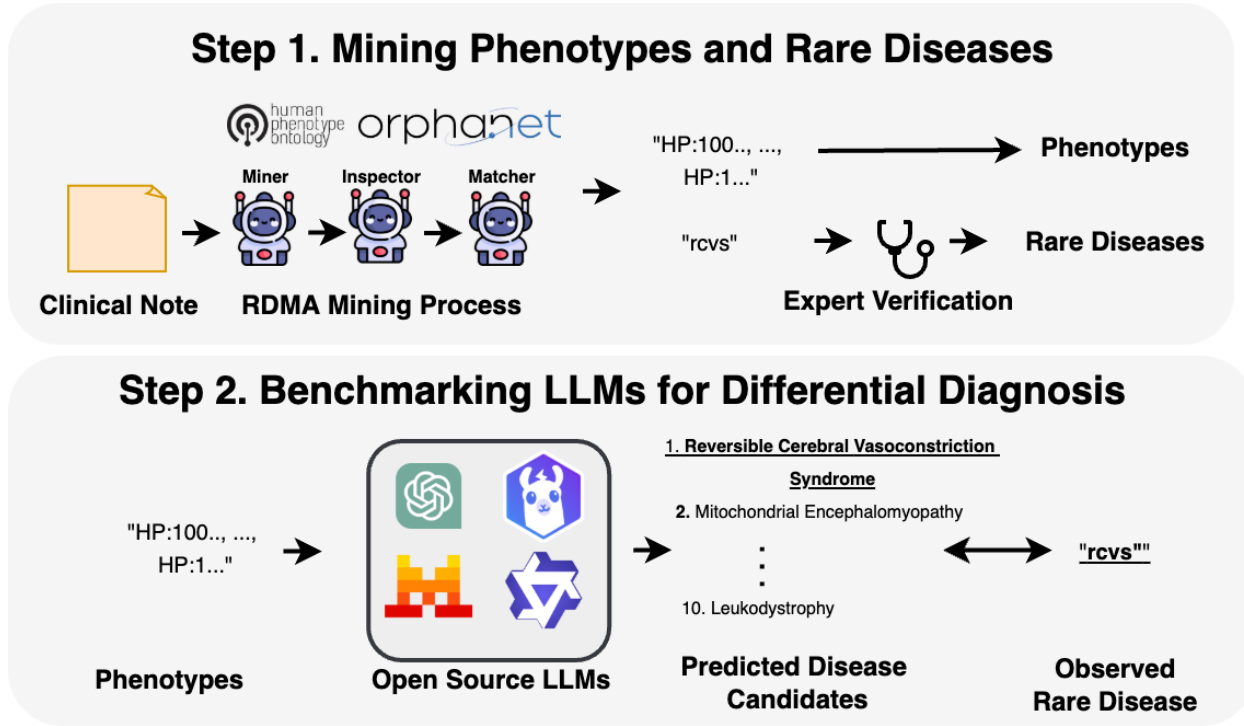 Step 1. Mining Phenotypes and Rare Diseases
human
phenotype
ontology
orphanet
Miner
Inspector
Matcher
"HP:100.., ...,
HP:1..."
Phenotypes
"rcvs"
Rare Diseases
Clinical Note
RDMA Mining Process
Expert Verification
Step 2. Benchmarking LLMs for Differential Diagnosis
1. Reversible Cerebral Vasoconstriction
Syndrome
2. Mitochondrial Encephalomyopathy
"HP:100.., ...,
HP:1..."
"rcvs""
10. Leukodystrophy
Phenotypes
Open Source LLMs
Predicted Disease
Candidates
Observed
Rare Disease